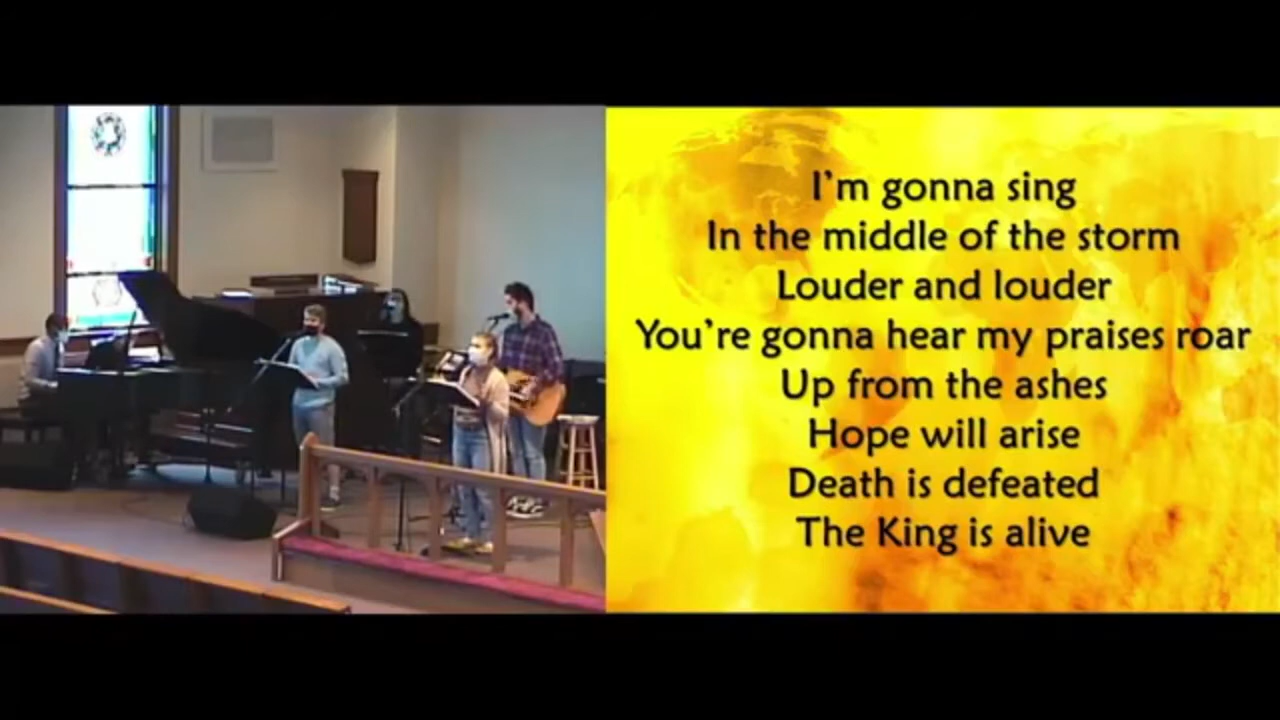 I'm gonna sing
In the middle of the storm
Louder and louder
You're gonna hear my praises roar
Up from the ashes
Hope will arise
Death is defeated
The King is alive